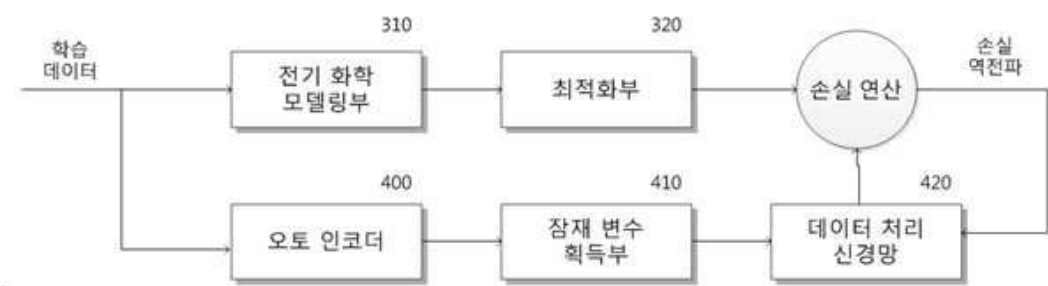 310
320
학습
데이터
전기 화학
모델링부
최적화부
손실 연산
손실
역전파
400
410
420
오토 인코더
잠재 변수
획득부
데이터 처리
신경망